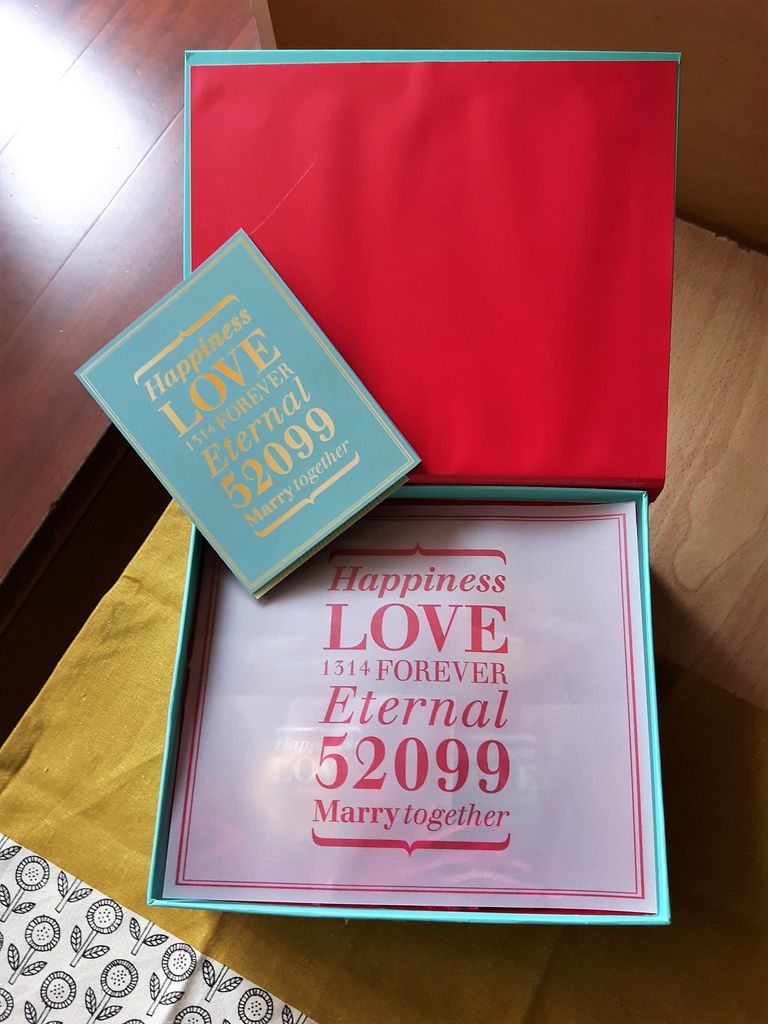 Happiness
LOVE
1314 FOREVER
Eternal
52099
Marry together
Happiness
LOVE
1314 FOREVER
Eternal
52099
Marry together